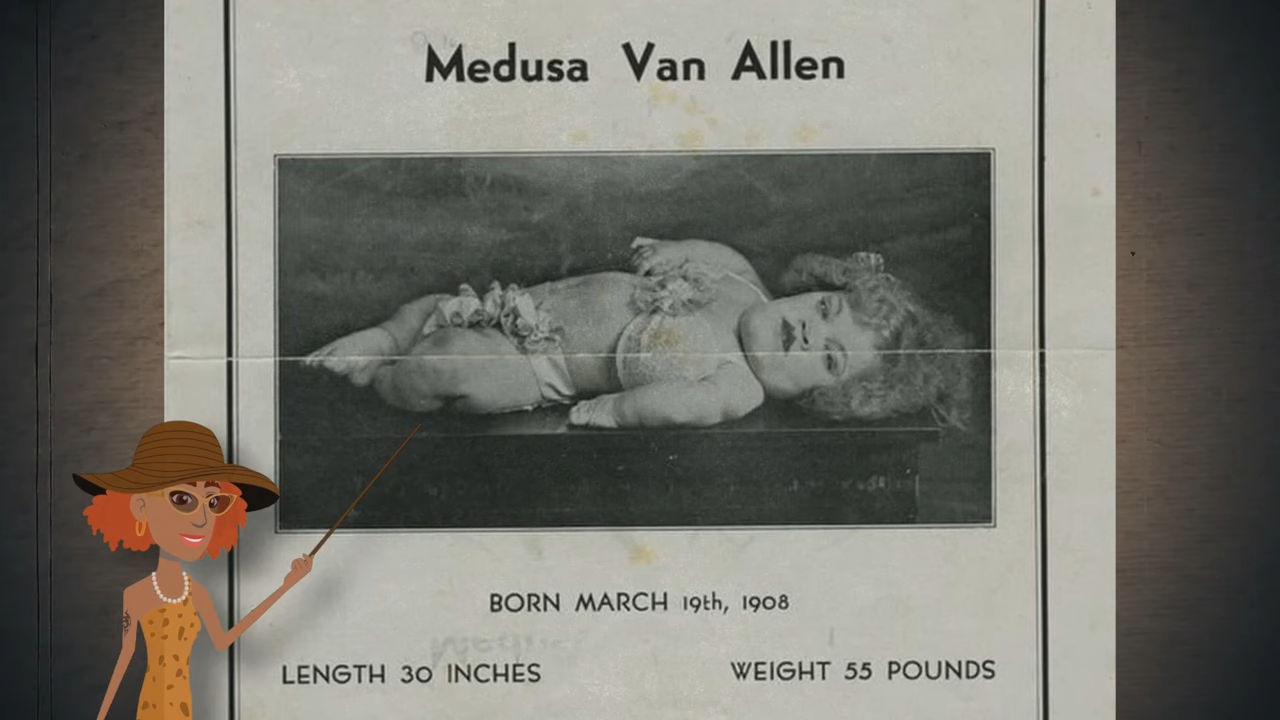 Medusa Van Allen
BORN MARCH 19th, 1908
LENGTH 30 INCHES
WEIGHT 55 POUNDS